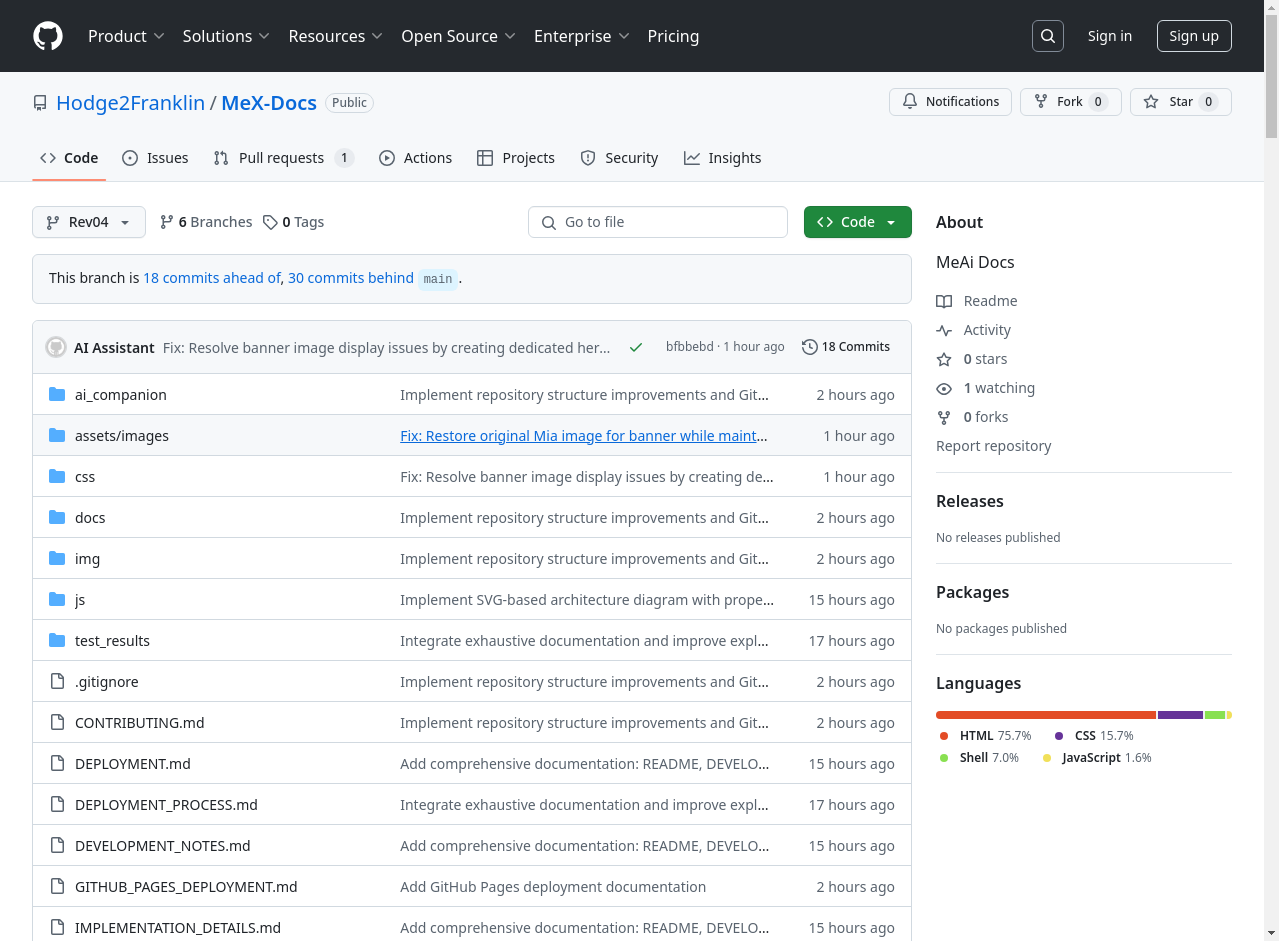 Product Solutions Resources Open Source Enterprise Pricing Sign in Sign up
Hodge2Franklin / MeX-Docs Public Notifications Fork 0 Star 0
Code Issues Pull requests 1 Actions Projects Security Insights
Rev04 6 Branches 0 Tags Go to file Code
This branch is 18 commits ahead of, 30 commits behind main .
AI Assistant Fix: Resolve banner image display issues by creating dedicated her... bfbbebd · 1 hour ago 18 Commits
ai_companion Implement repository structure improvements and Git... 2 hours ago
assets/images Fix: Restore original Mia image for banner while maint... 1 hour ago
css Fix: Resolve banner image display issues by creating de... 1 hour ago
docs Implement repository structure improvements and Git... 2 hours ago
img Implement repository structure improvements and Git... 2 hours ago
js Implement SVG-based architecture diagram with prope... 15 hours ago
test_results Integrate exhaustive documentation and improve expl... 17 hours ago
.gitignore Implement repository structure improvements and Git... 2 hours ago
CONTRIBUTING.md Implement repository structure improvements and Git... 2 hours ago
DEPLOYMENT.md Add comprehensive documentation: README, DEVELO... 15 hours ago
DEPLOYMENT_PROCESS.md Integrate exhaustive documentation and improve expl... 17 hours ago
DEVELOPMENT_NOTES.md Add comprehensive documentation: README, DEVELO... 15 hours ago
GITHUB_PAGES_DEPLOYMENT.md Add GitHub Pages deployment documentation 2 hours ago
IMPLEMENTATION_DETAILS.md Add comprehensive documentation: README, DEVELO... 15 hours ago
About
MeAi Docs
Readme
Activity
0 stars
1 watching
0 forks
Report repository
Releases
No releases published
Packages
No packages published
Languages
HTML 75.7% CSS 15.7%
Shell 7.0% JavaScript 1.6%